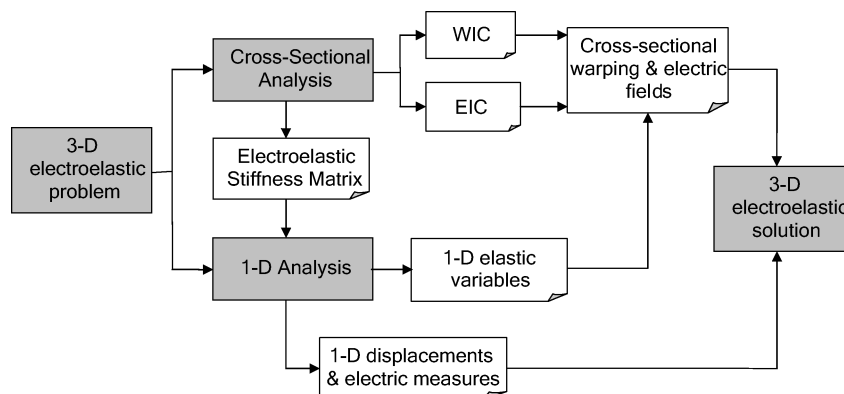 3-D
electroelastic
problem
Cross-Sectional
Analysis
Electroelastic
Stiffness Matrix
1-D Analysis
WIC
EIC
Cross-sectional
warping & electric
fields
1-D elastic
variables
1-D displacements
& electric measures
3-D
electroelastic
solution